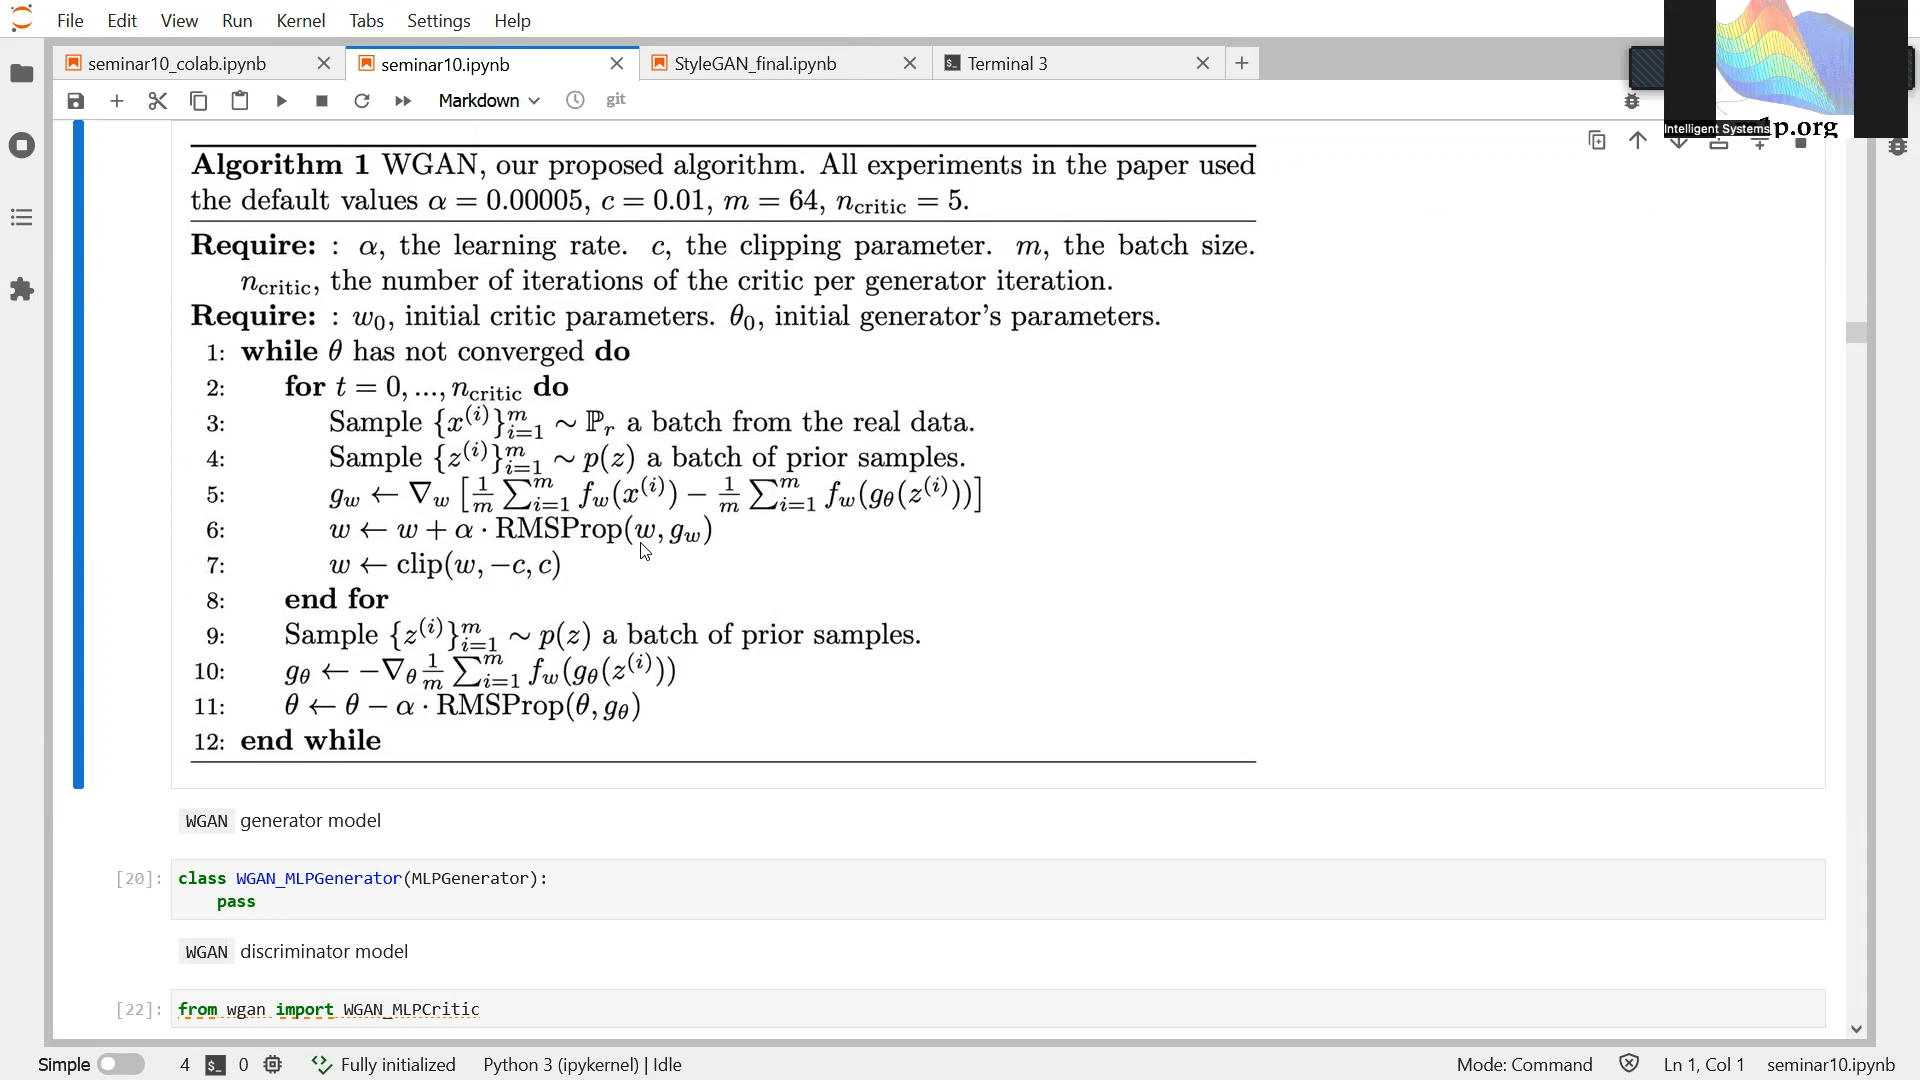 File Edit View Run Kernel Tabs Settings Help
seminar10_colab.ipynb
seminar10.ipynb
StyleGAN_final.ipynb
Terminal 3
Markdown
git
Intelligent Systems
p.org
Algorithm 1 WGAN, our proposed algorithm. All experiments in the paper used
the default values α = 0.00005, c = 0.01, m = 64, n_critic = 5.
Require: : α, the learning rate. c, the clipping parameter. m, the batch size.
n_critic, the number of iterations of the critic per generator iteration.
Require: : w₀, initial critic parameters. θ₀, initial generator's parameters.
1: while θ has not converged do
2: for t = 0, ..., n_critic do
3: Sample {x^(i)}_{i=1}^m ∼ ℙ_r a batch from the real data.
4: Sample {z^(i)}_{i=1}^m ∼ p(z) a batch of prior samples.
5: g_w ← ∇_w [1/m ∑_{i=1}^m f_w(x^(i)) − 1/m ∑_{i=1}^m f_w(g_θ(z^(i)))]
6: w ← w + α · RMSProp(w, g_w)
7: w ← clip(w, −c, c)
8: end for
9: Sample {z^(i)}_{i=1}^m ∼ p(z) a batch of prior samples.
10: g_θ ← −∇_θ 1/m ∑_{i=1}^m f_w(g_θ(z^(i)))
11: θ ← θ − α · RMSProp(θ, g_θ)
12: end while
WGAN generator model
[20]: class WGAN_MLPGenerator(MLPGenerator):
pass
WGAN discriminator model
[22]: from wgan import WGAN_MLPCritic
Simple 4 0 Fully initialized Python 3 (ipykernel) | Idle Mode: Command Ln 1, Col 1 seminar10.ipynb